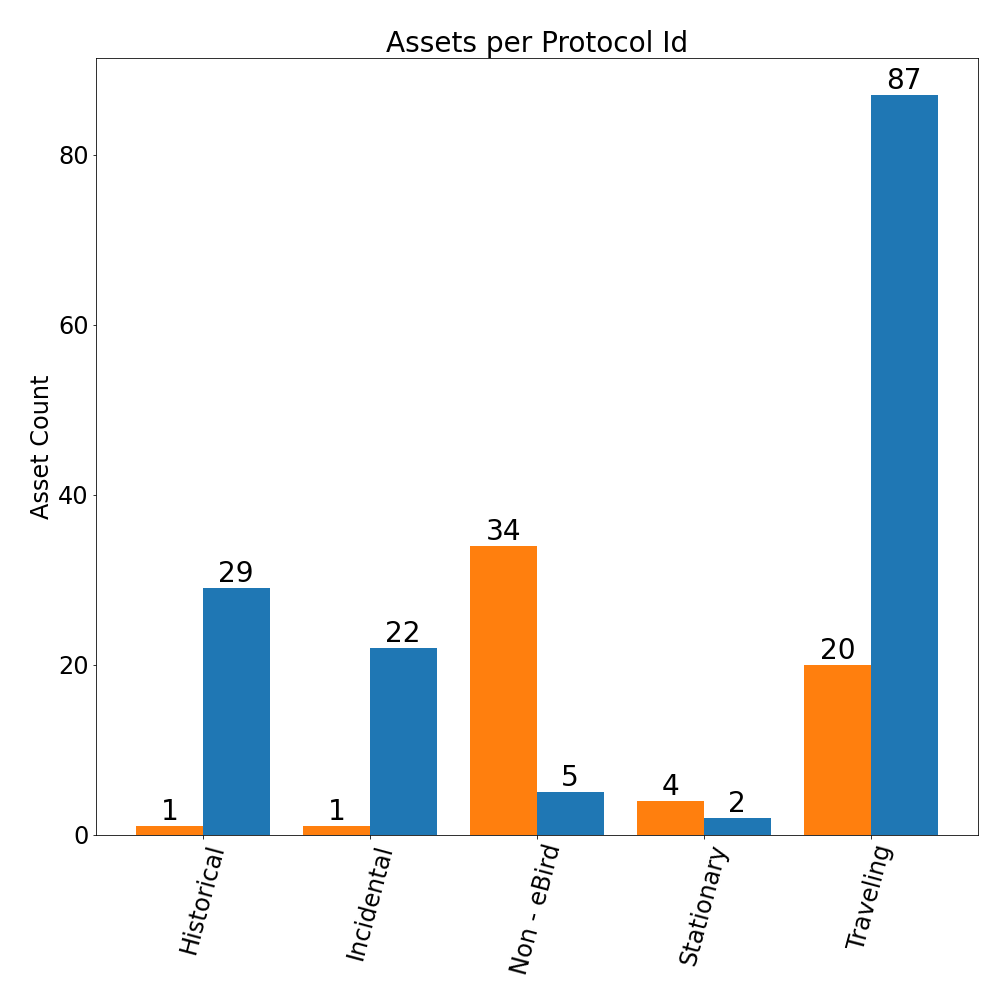 Assets per Protocol Id
Asset Count
80
60
40
20
0
1
29
1
22
34
5
4
2
20
87
Historical
Incidental
Non - eBird
Stationary
Traveling